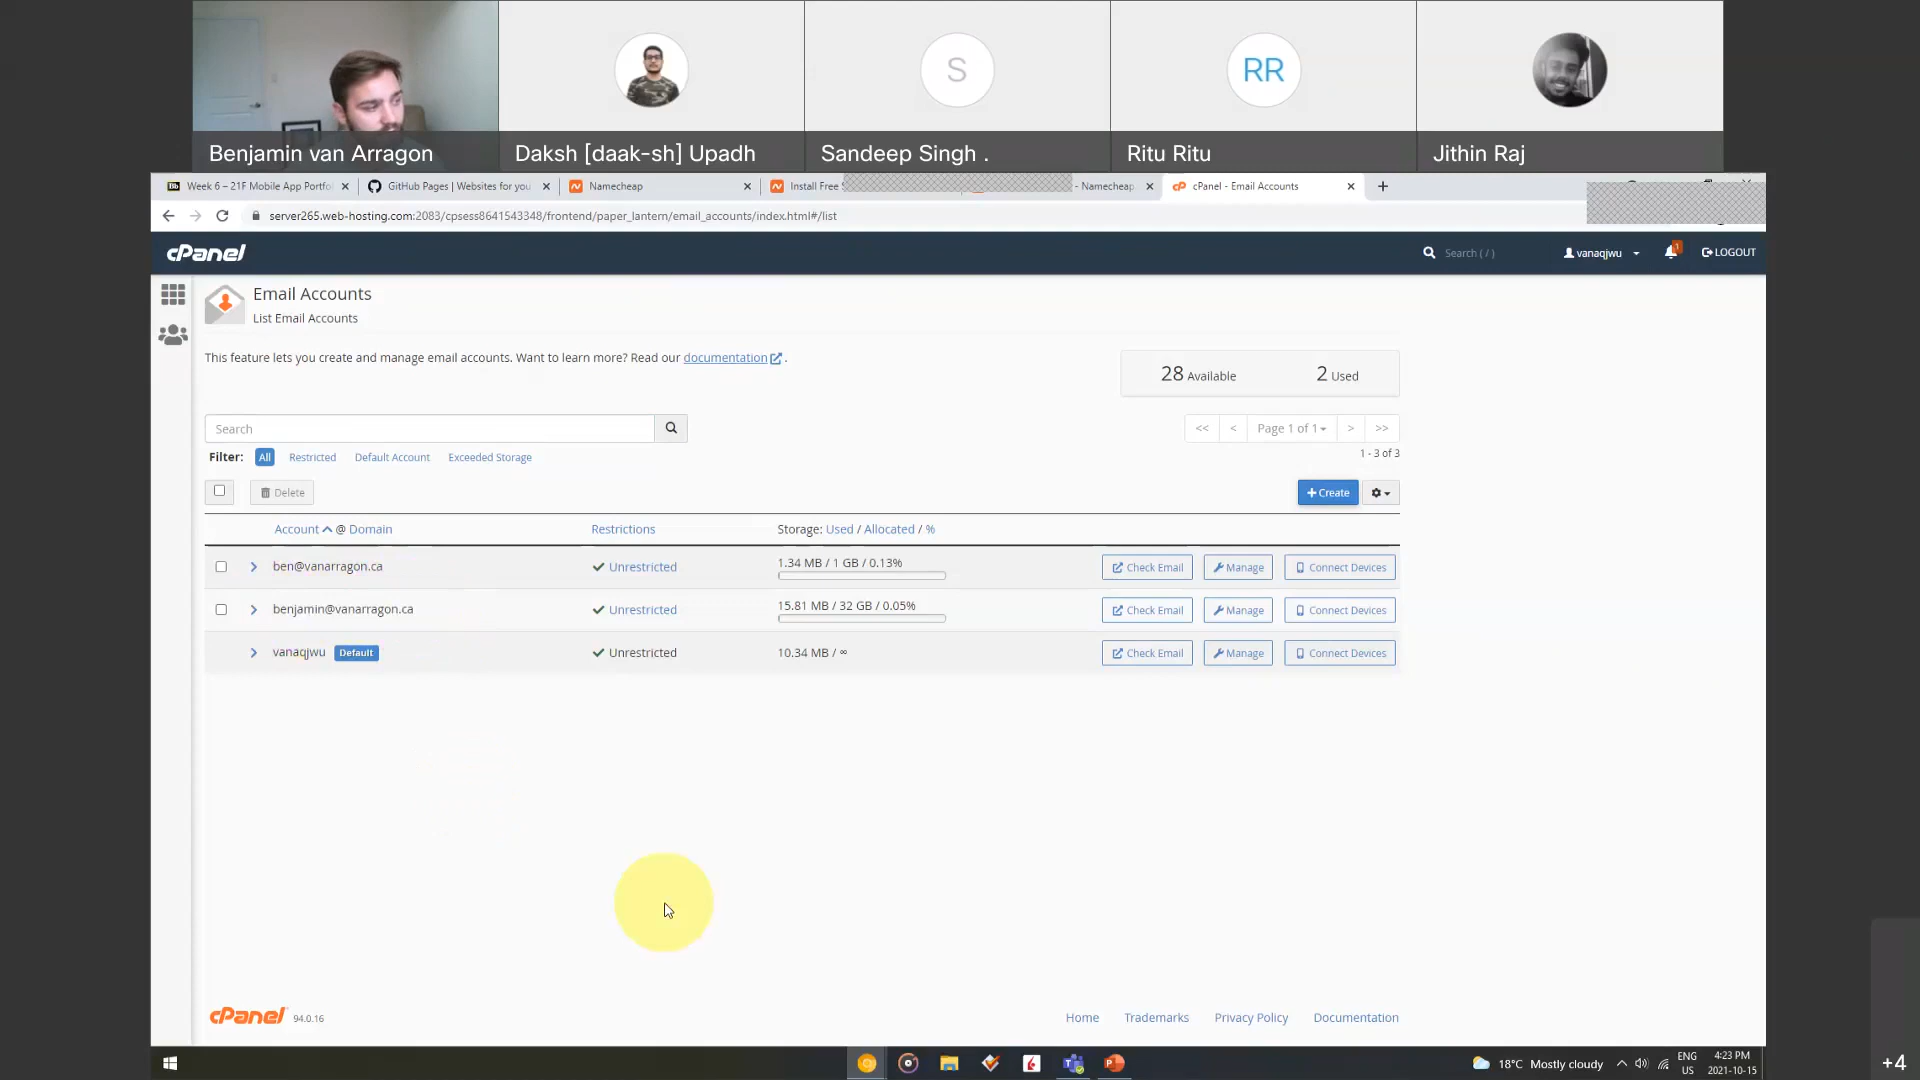 S
RR
Benjamin van Arragon
Daksh [daak-sh] Upadh
Sandeep Singh .
Ritu Ritu
Jithin Raj
Bb Week 6 – 21F Mobile App Portfo
GitHub Pages | Websites for you
Namecheap
Install Free
- Namecheap
cPanel - Email Accounts
server265.web-hosting.com:2083/cpsess8641543348/frontend/paper_lantern/email_accounts/index.html#/list
cPanel
Search ( / )
vanaqjwu
1
LOGOUT
Email Accounts
List Email Accounts
This feature lets you create and manage email accounts. Want to learn more? Read our documentation .
28 Available
2 Used
Search
<< < Page 1 of 1 > >>
Filter: All Restricted Default Account Exceeded Storage
1 - 3 of 3
Delete
+ Create
Account @ Domain
Restrictions
Storage: Used / Allocated / %
ben@vanarragon.ca
Unrestricted
1.34 MB / 1 GB / 0.13%
Check Email
Manage
Connect Devices
benjamin@vanarragon.ca
Unrestricted
15.81 MB / 32 GB / 0.05%
Check Email
Manage
Connect Devices
vanaqjwu Default
Unrestricted
10.34 MB / ∞
Check Email
Manage
Connect Devices
cPanel 94.0.16
Home
Trademarks
Privacy Policy
Documentation
18°C Mostly cloudy
ENG
US
4:23 PM
2021-10-15
+4